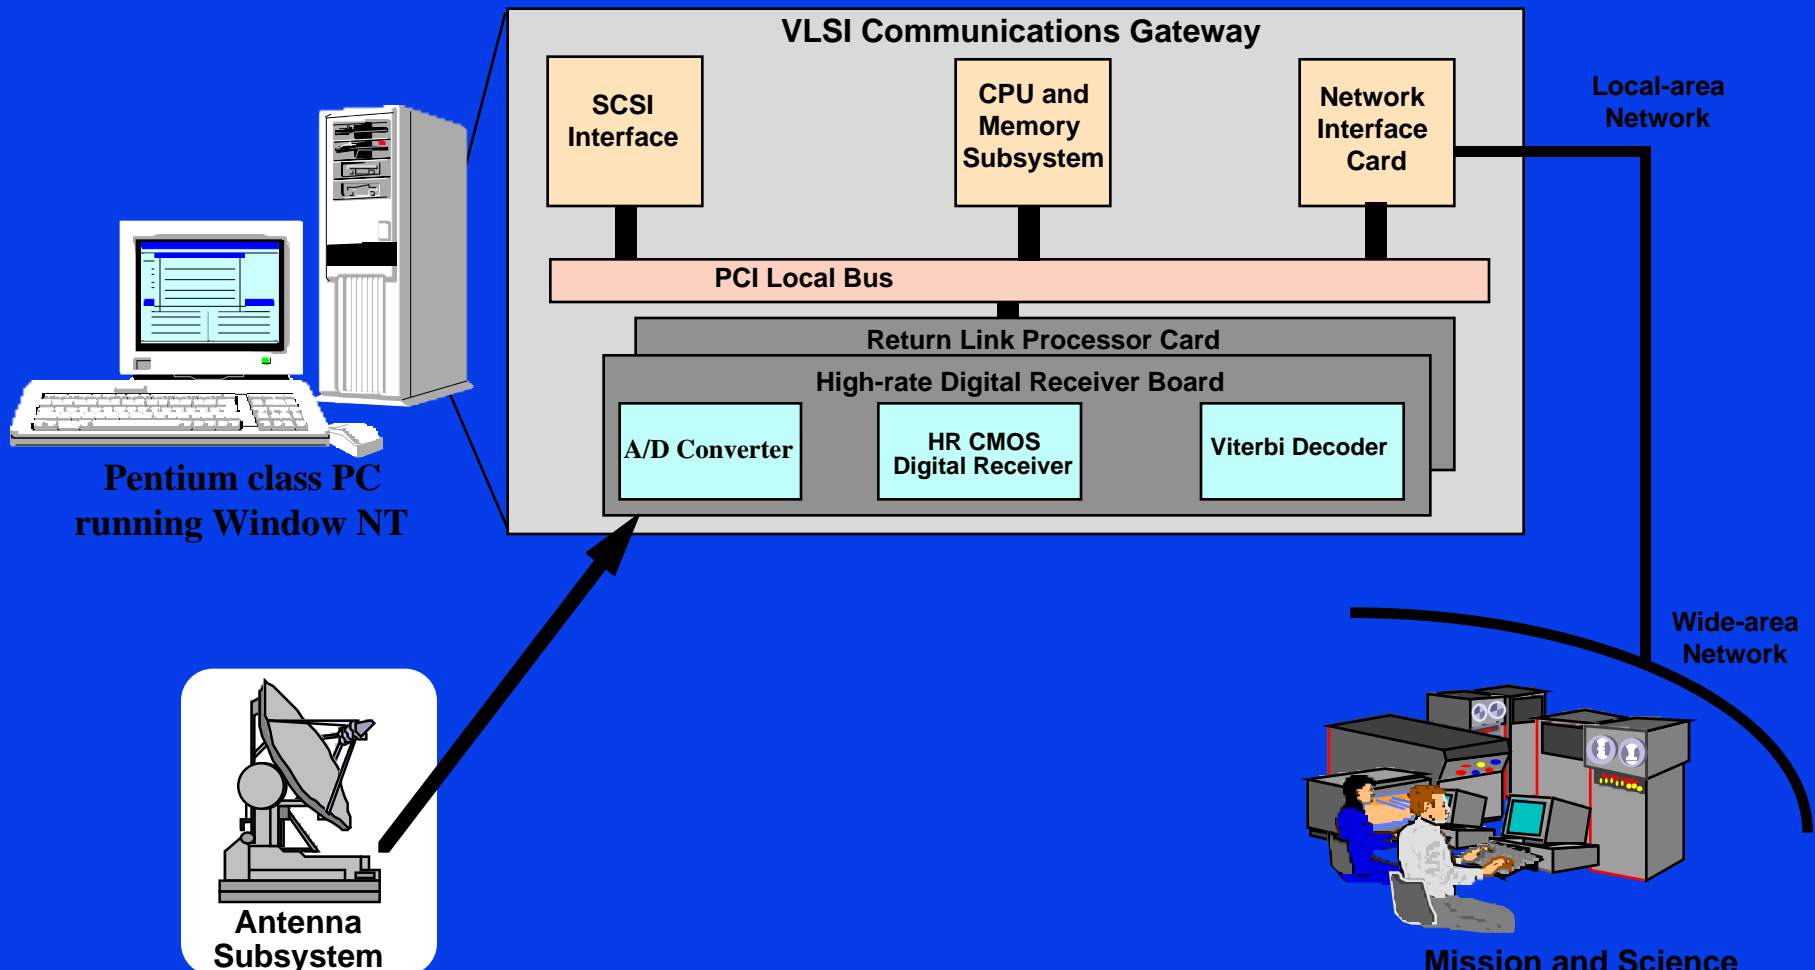 VLSI Communications Gateway
SCSI
Interface
CPU and
Memory
Subsystem
Network
Interface
Card
Local-area
Network
PCI Local Bus
Return Link Processor Card
High-rate Digital Receiver Board
A/D Converter
HR CMOS
Digital Receiver
Viterbi Decoder
Pentium class PC
running Window NT
Wide-area
Network
Antenna
Subsystem
Mission and Science